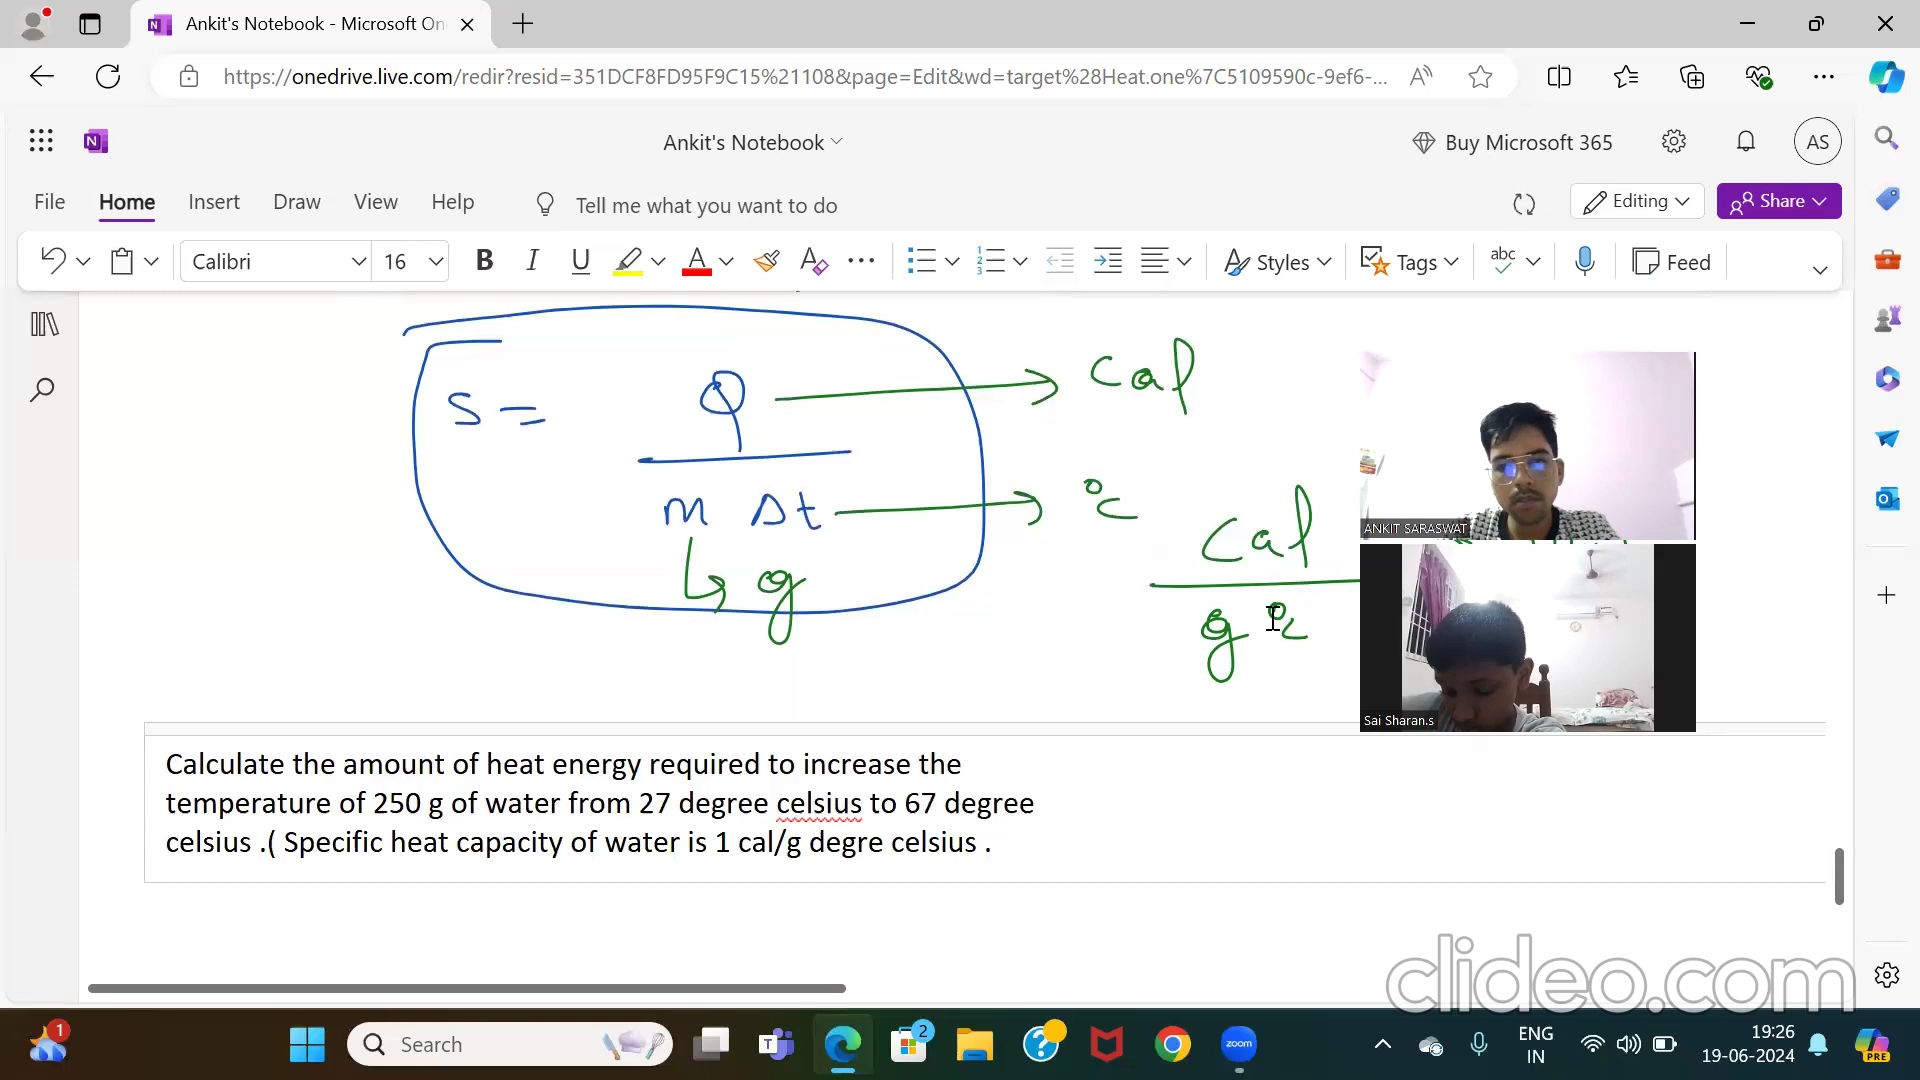 Ankit's Notebook - Microsoft On
https://onedrive.live.com/redir?resid=351DCF8FD95F9C15%21108&page=Edit&wd=target%28Heat.one%7C5109590c-9ef6-...
Ankit's Notebook
Buy Microsoft 365
AS
File Home Insert Draw View Help Tell me what you want to do
Editing
Share
Calibri 16 B I U A Styles Tags abc Feed
S = Q cal
m Δt °C
g
Cal
g °C
ANKIT SARASWAT
Sai Sharan.s
Calculate the amount of heat energy required to increase the
temperature of 250 g of water from 27 degree celsius to 67 degree
celsius .( Specific heat capacity of water is 1 cal/g degre celsius .
clideo.com
1
Search
2
zoom
ENG
IN
19:26
19-06-2024
PRE